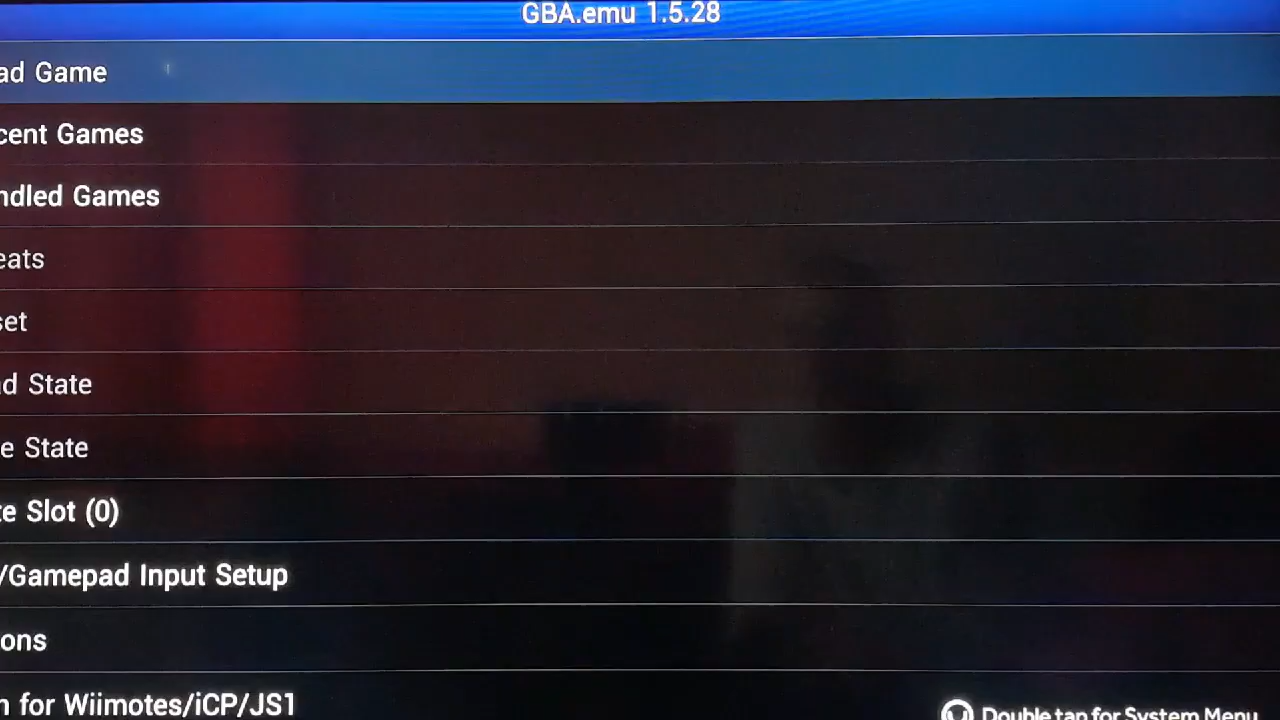 GBA.emu 1.5.28
ad Game
cent Games
ndled Games
eats
set
ad State
e State
te Slot (0)
/Gamepad Input Setup
ons
n for Wiimotes/iCP/JS1
Double tap for System Menu